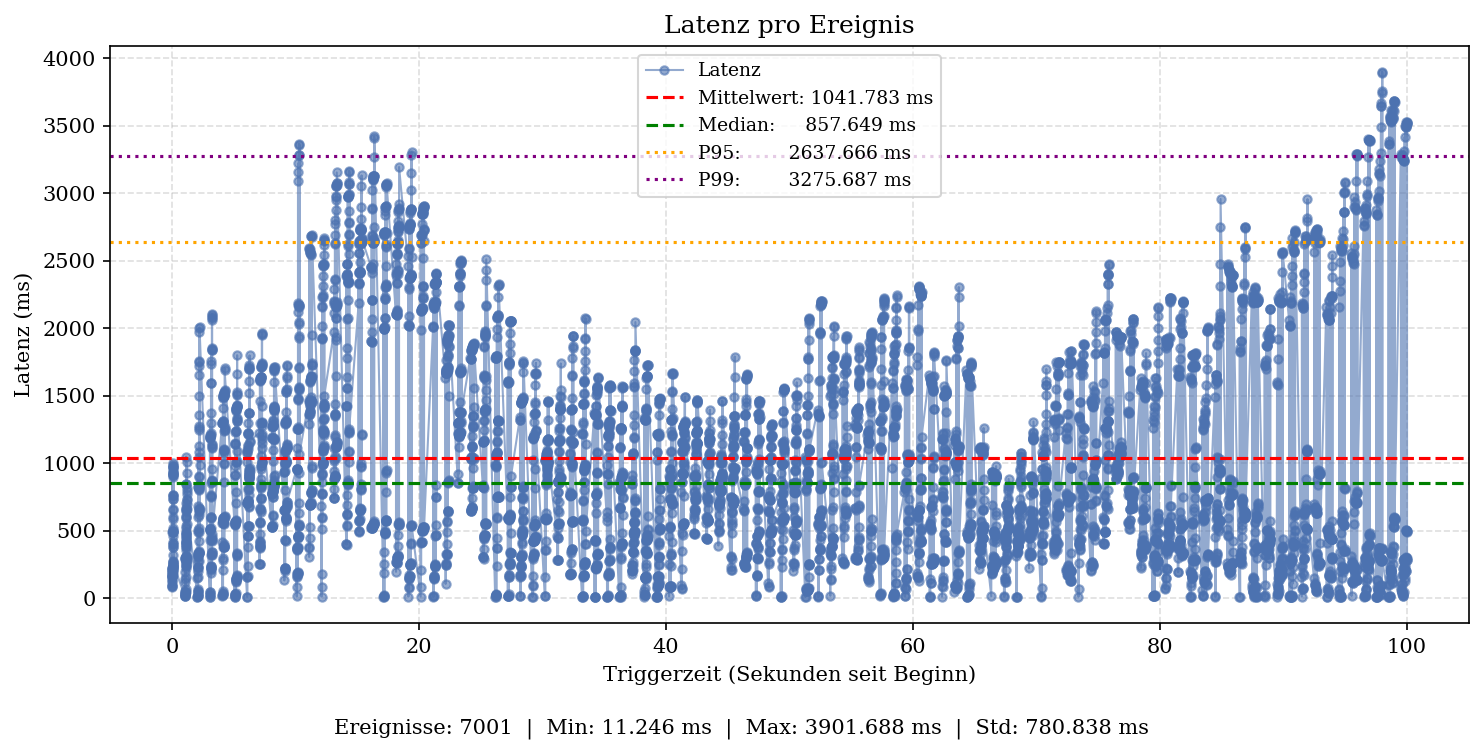 Latenz pro Ereignis
4000
3500
3000
2500
2000
1500
1000
500
0
Latenz (ms)
Latenz
Mittelwert: 1041.783 ms
Median: 857.649 ms
P95: 2637.666 ms
P99: 3275.687 ms
0 20 40 60 80 100
Triggerzeit (Sekunden seit Beginn)
Ereignisse: 7001 | Min: 11.246 ms | Max: 3901.688 ms | Std: 780.838 ms